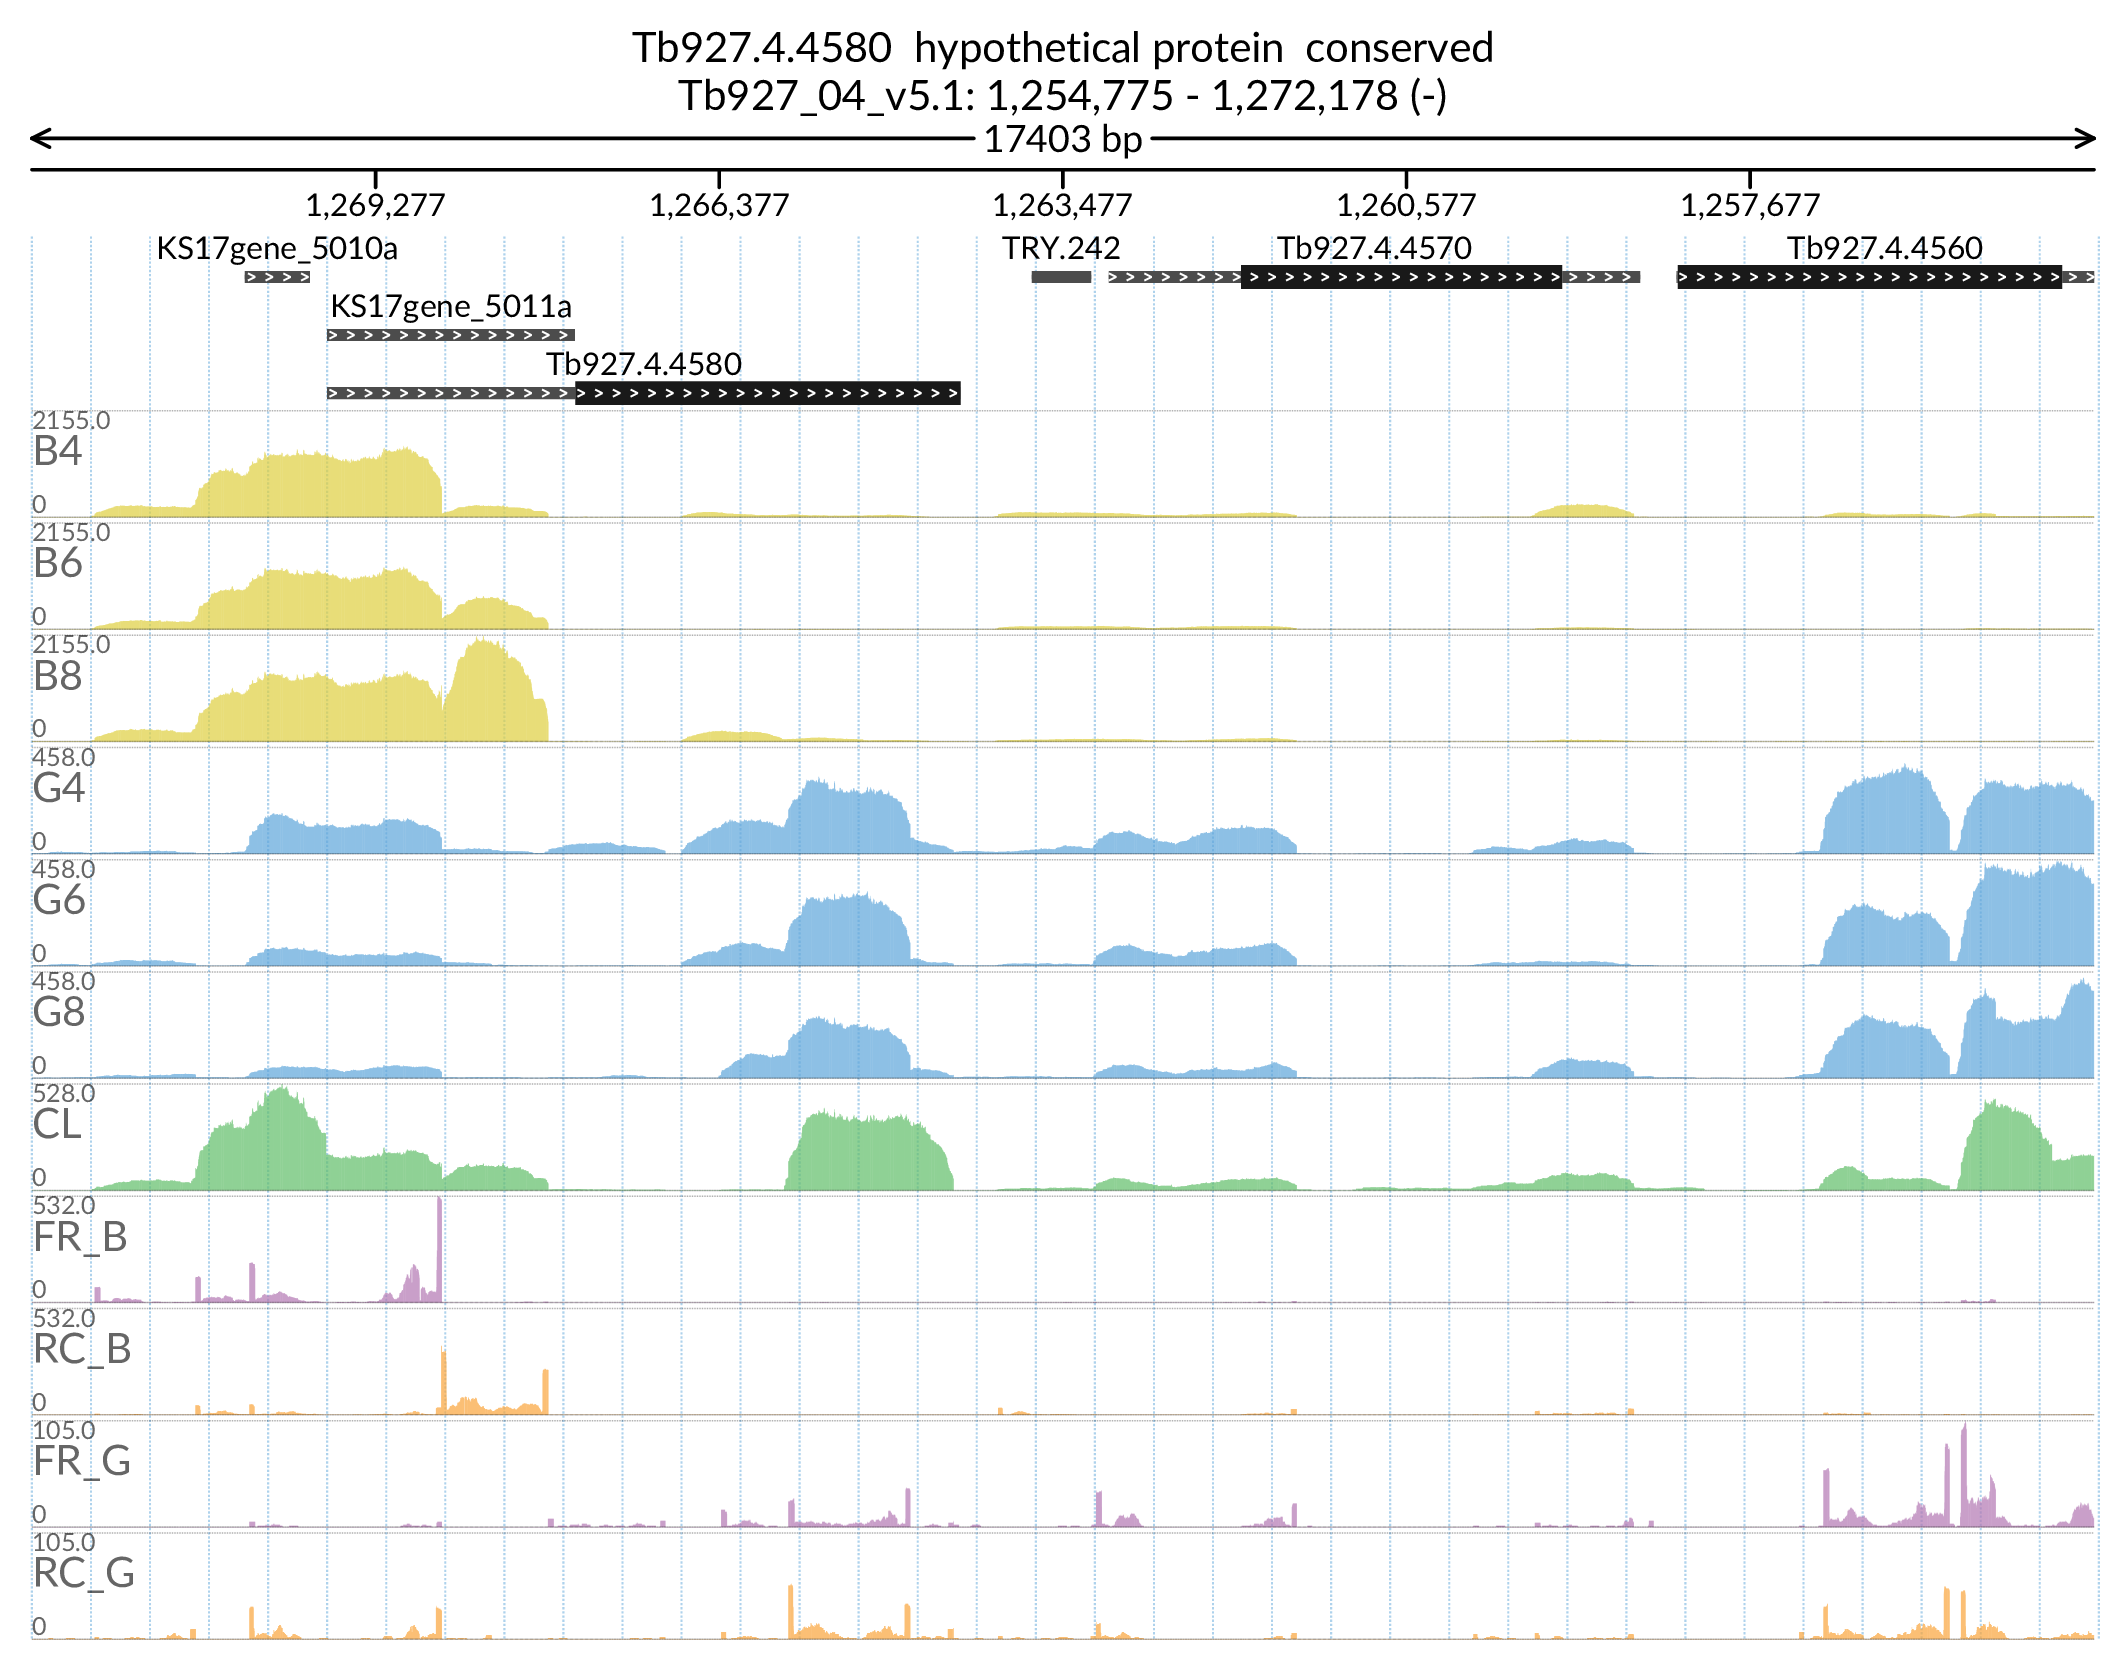 Tb927.4.4580  hypothetical protein  conserved
Tb927_04_v5.1: 1,254,775 - 1,272,178 (-)
17403 bp
1,269,277 1,266,377 1,263,477 1,260,577 1,257,677
KS17gene_5010a TRY.242 Tb927.4.4570 Tb927.4.4560
KS17gene_5011a
Tb927.4.4580
2155.0
B4
0
2155.0
B6
0
2155.0
B8
0
458.0
G4
0
458.0
G6
0
458.0
G8
0
528.0
CL
0
532.0
FR_B
0
532.0
RC_B
0
105.0
FR_G
0
105.0
RC_G
0